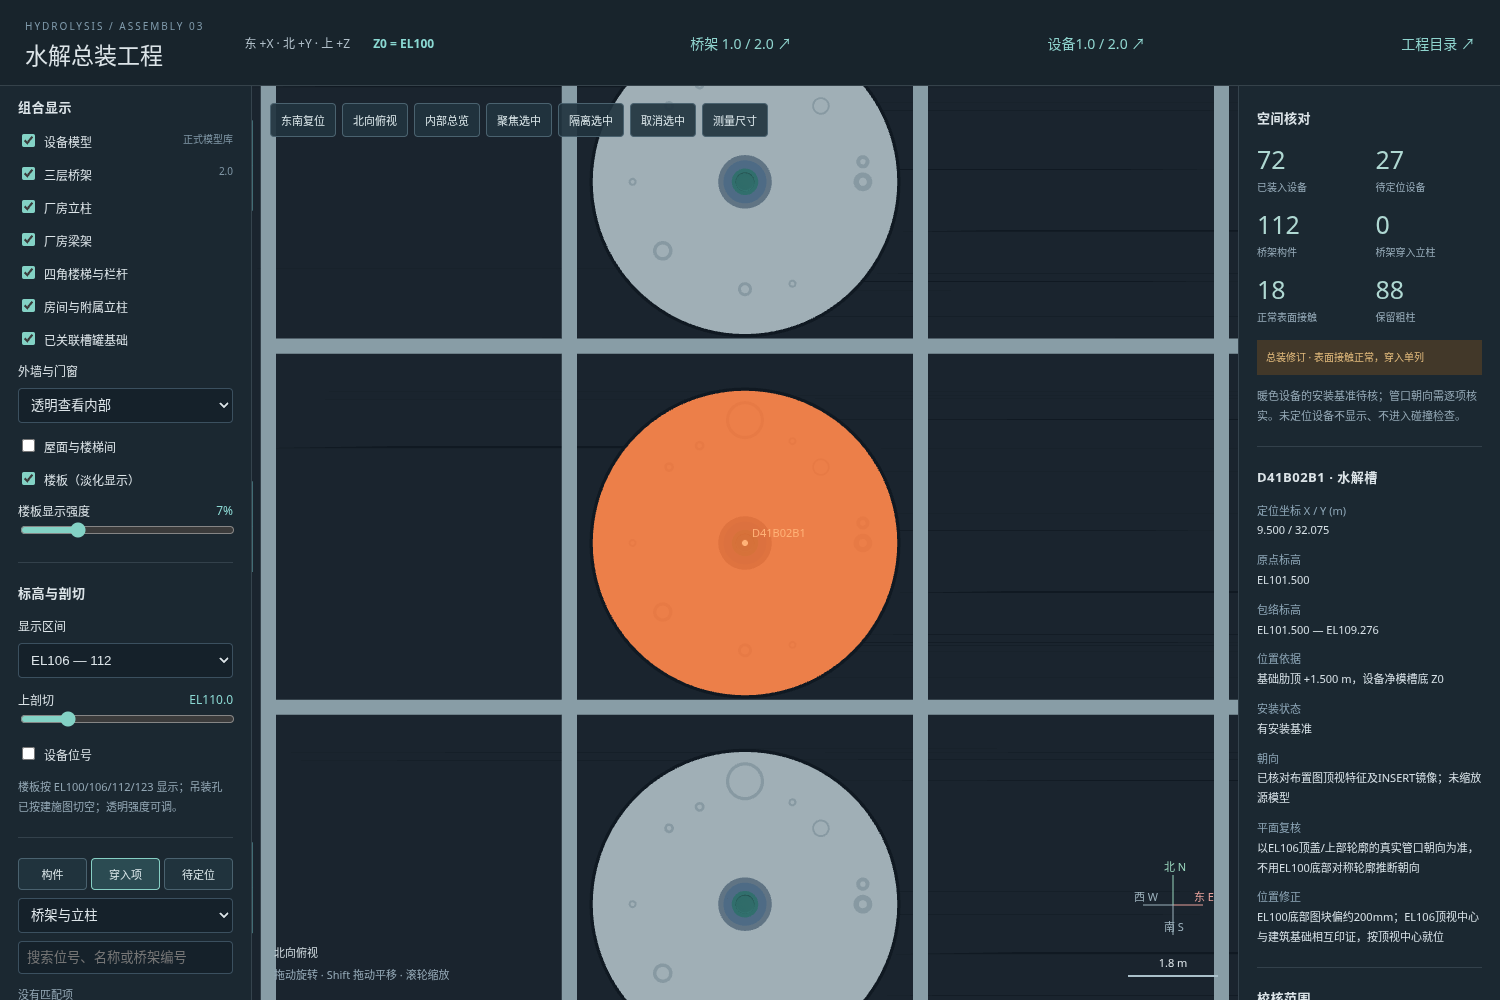 HYDROLYSIS / ASSEMBLY 03
水解总装工程
东 +X · 北 +Y · 上 +Z
Z0 = EL100
桥架 1.0 / 2.0 ↗
设备1.0 / 2.0 ↗
工程目录 ↗
组合显示
设备模型
正式模型库
三层桥架
2.0
厂房立柱
厂房梁架
四角楼梯与栏杆
房间与附属立柱
已关联槽罐基础
外墙与门窗
透明查看内部
屋面与楼梯间
楼板（淡化显示）
楼板显示强度
7%
标高与剖切
显示区间
EL106 — 112
上剖切
EL110.0
设备位号
楼板按 EL100/106/112/123 显示；吊装孔
已按建施图切空；透明强度可调。
构件
穿入项
待定位
桥架与立柱
搜索位号、名称或桥架编号
没有匹配项
东南复位
北向俯视
内部总览
聚焦选中
隔离选中
取消选中
测量尺寸
D41B02B1
北向俯视
拖动旋转 · Shift 拖动平移 · 滚轮缩放
北 N
西 W
东 E
南 S
1.8 m
空间核对
72
已装入设备
27
待定位设备
112
桥架构件
0
桥架穿入立柱
18
正常表面接触
88
保留粗柱
总装修订 · 表面接触正常，穿入单列
暖色设备的安装基准待核；管口朝向需逐项核
实。未定位设备不显示、不进入碰撞检查。
D41B02B1 · 水解槽
定位坐标 X / Y (m)
9.500 / 32.075
原点标高
EL101.500
包络标高
EL101.500 — EL109.276
位置依据
基础肋顶 +1.500 m，设备净模槽底 Z0
安装状态
有安装基准
朝向
已核对布置图顶视特征及INSERT镜像；未缩放
源模型
平面复核
以EL106顶盖/上部轮廓的真实管口朝向为准，
不用EL100底部对称轮廓推断朝向
位置修正
EL100底部图块偏约200mm；EL106顶视中心
与建筑基础相互印证，按顶视中心就位
校核范围